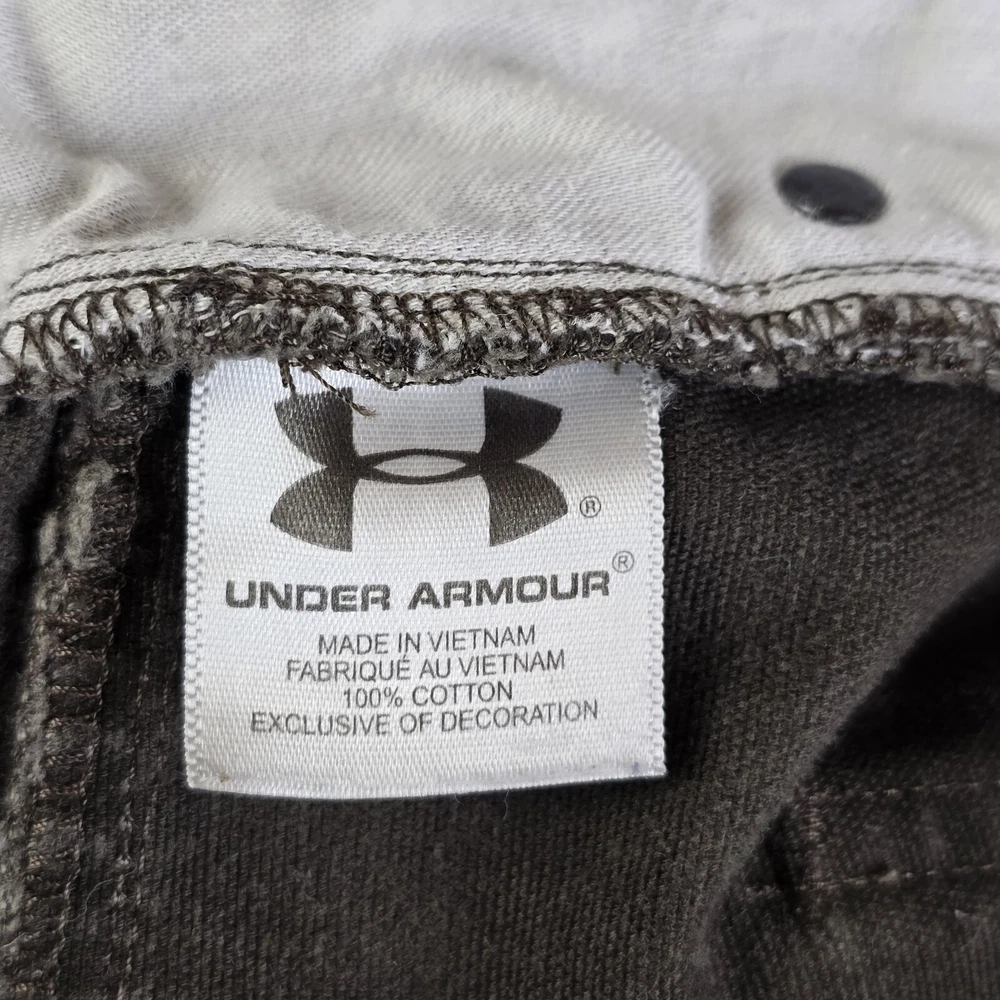 ®
UNDER ARMOUR®
MADE IN VIETNAM
FABRIQUÉ AU VIETNAM
100% COTTON
EXCLUSIVE OF DECORATION